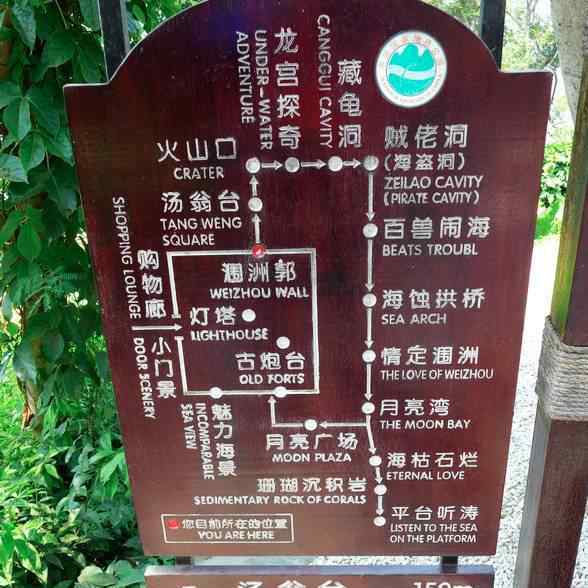 龙宫探奇
UNDER-WATER
ADVENTURE
CANGGUI CAVITY
藏龟洞
火山口
CRATER
贼佬洞
(海盗洞)
ZEILAO CAVITY
(PIRATE CAVITY)
汤翁台
TANG WENG
SQUARE
百兽闹海
BEATS TROUBL
SHOPPING LOUNGE
购物廊
涠洲郭
WEIZHOU WALL
海蚀拱桥
SEA ARCH
灯塔
LIGHTHOUSE
小门景
DOOR SCENERY
古炮台
OLD FORTS
情定涠洲
THE LOVE OF WEIZHOU
魅力海景
INCOMPARABLE
SEA VIEW
月亮湾
THE MOON BAY
月亮广场
MOON PLAZA
海枯石烂
ETERNAL LOVE
珊瑚沉积岩
SEDIMENTARY ROCK OF CORALS
平台听涛
LISTEN TO THE SEA
ON THE PLATFORM
您目前所在的位置
YOU ARE HERE
汤翁台
150m